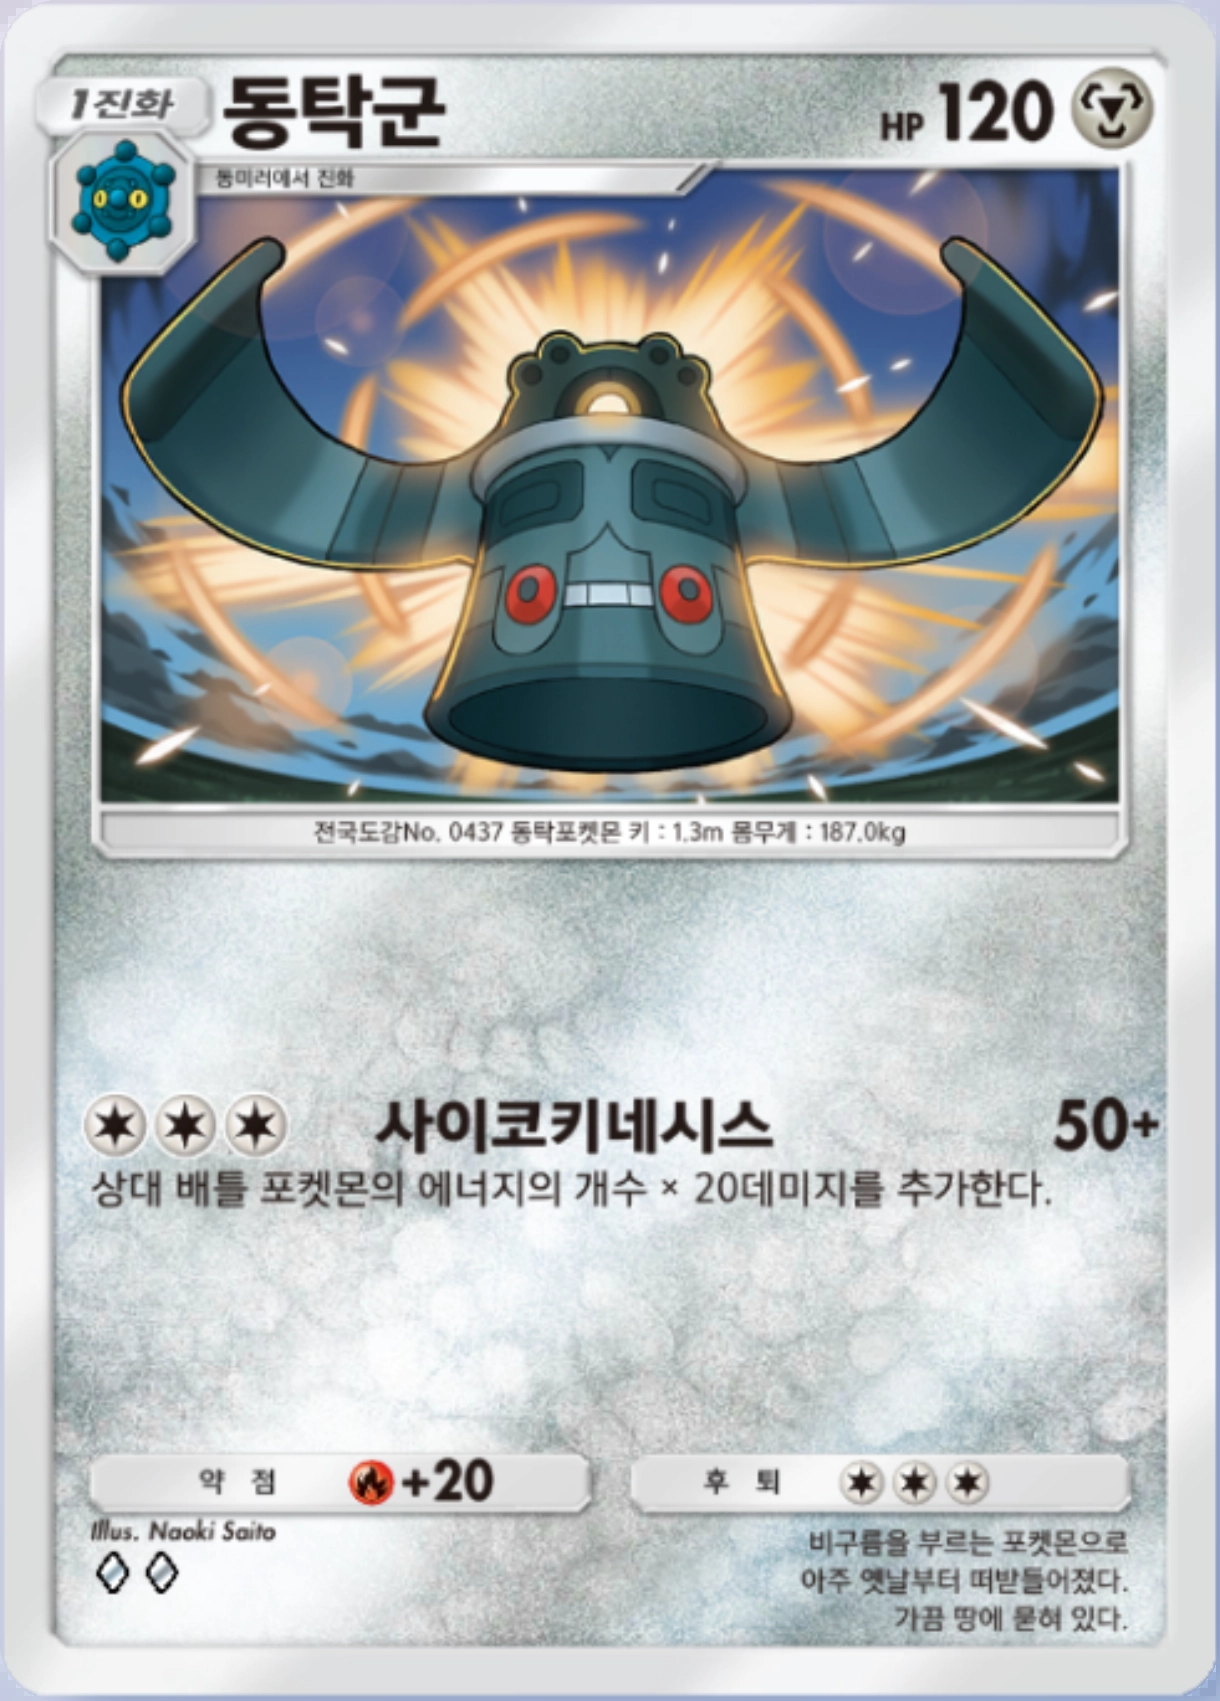 1진화
동탁군
HP 120
동미러에서 진화
전국도감No. 0437 동탁포켓몬 키 : 1.3m 몸무게 : 187.0kg
사이코키네시스 50+
상대 배틀 포켓몬의 에너지의 개수 × 20데미지를 추가한다.
약 점 +20
후 퇴
Illus. Naoki Saito
비구름을 부르는 포켓몬으로
아주 옛날부터 떠받들어졌다.
가끔 땅에 묻혀 있다.